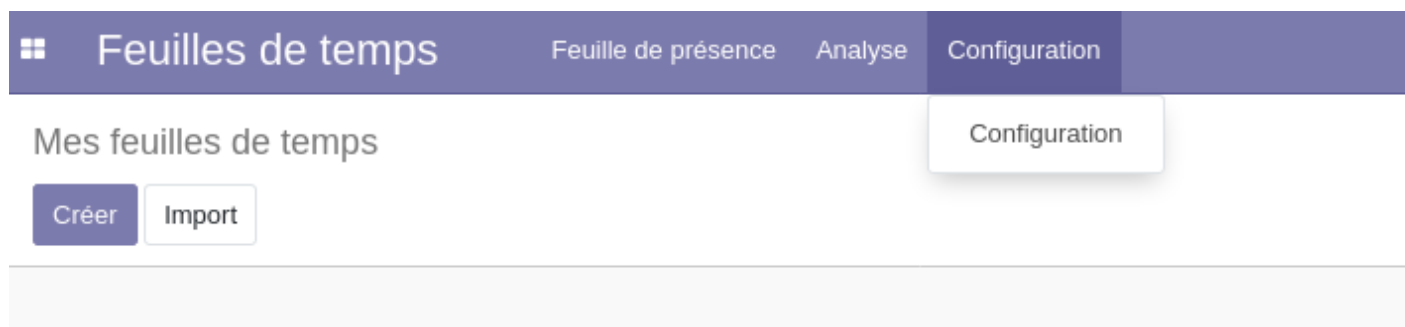 Feuilles de temps Feuille de présence Analyse Configuration
Configuration
Mes feuilles de temps
Créer Import